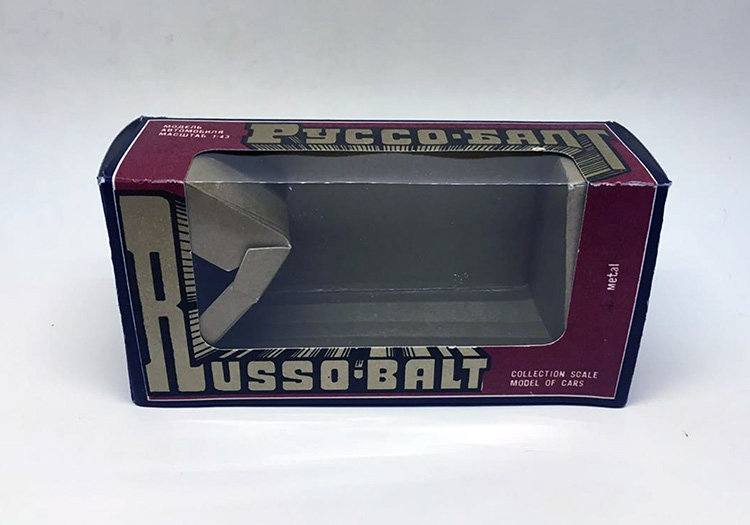 МОДЕЛЬ
АВТОМОБИЛЯ
МАСШТАБ 1:43
РУССО-БАЛТ
metal
RUSSO-BALT
COLLECTION SCALE
MODEL OF CARS